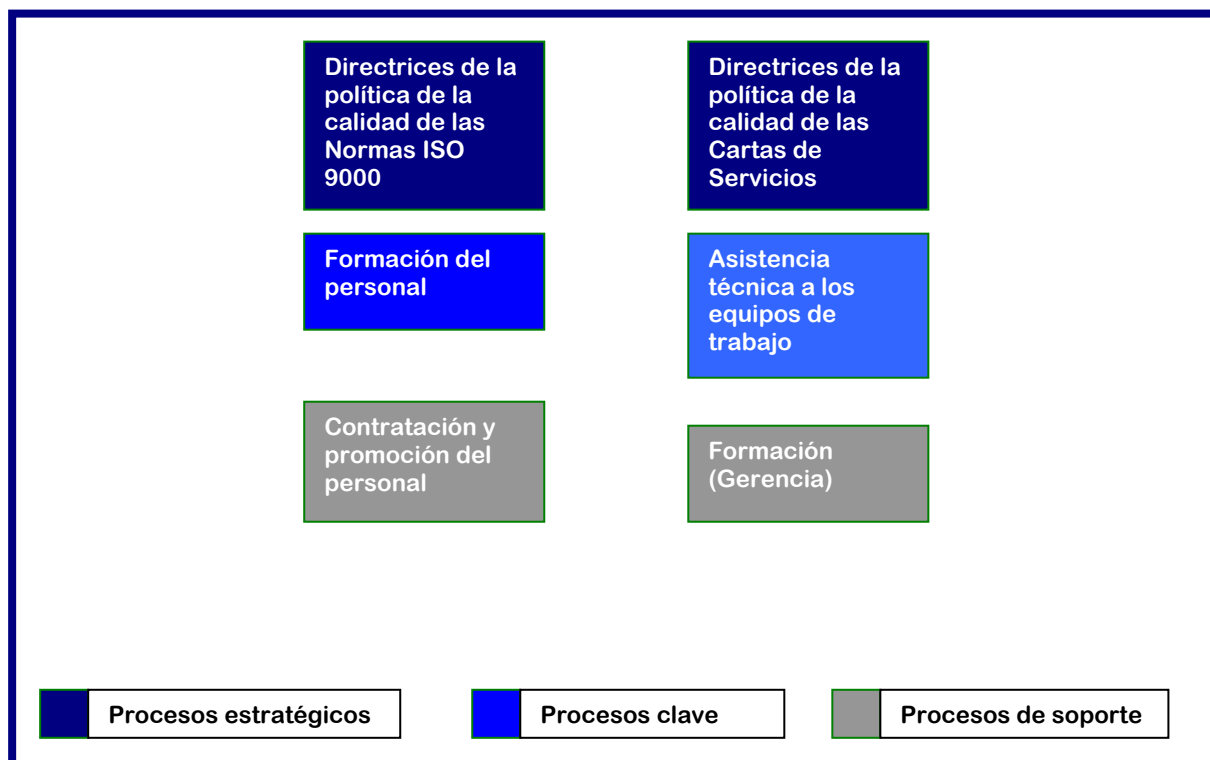 Directrices de la
política de la
calidad de las
Normas ISO
9000
Directrices de la
política de la
calidad de las
Cartas de
Servicios
Formación del
personal
Asistencia
técnica a los
equipos de
trabajo
Contratación y
promoción del
personal
Formación
(Gerencia)
Procesos estratégicos
Procesos clave
Procesos de soporte